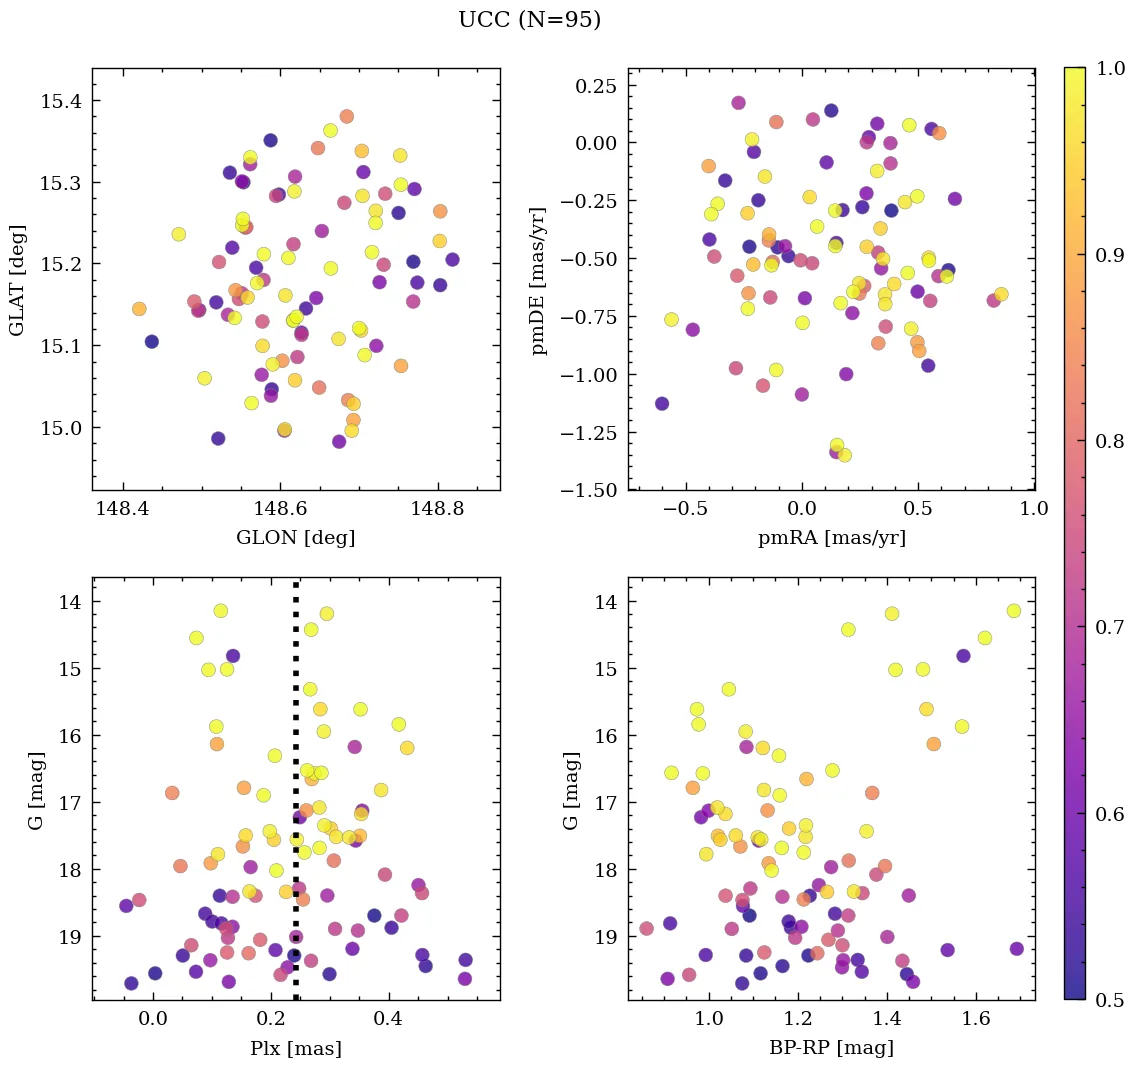 UCC (N=95)
15.4
15.3
15.2
15.1
15.0
GLAT [deg]
148.4 148.6 148.8
GLON [deg]
0.25
0.00
−0.25
−0.50
−0.75
−1.00
−1.25
−1.50
pmDE [mas/yr]
−0.5 0.0 0.5 1.0
pmRA [mas/yr]
14
15
16
17
18
19
G [mag]
0.0 0.2 0.4
Plx [mas]
14
15
16
17
18
19
G [mag]
1.0 1.2 1.4 1.6
BP-RP [mag]
1.0
0.9
0.8
0.7
0.6
0.5